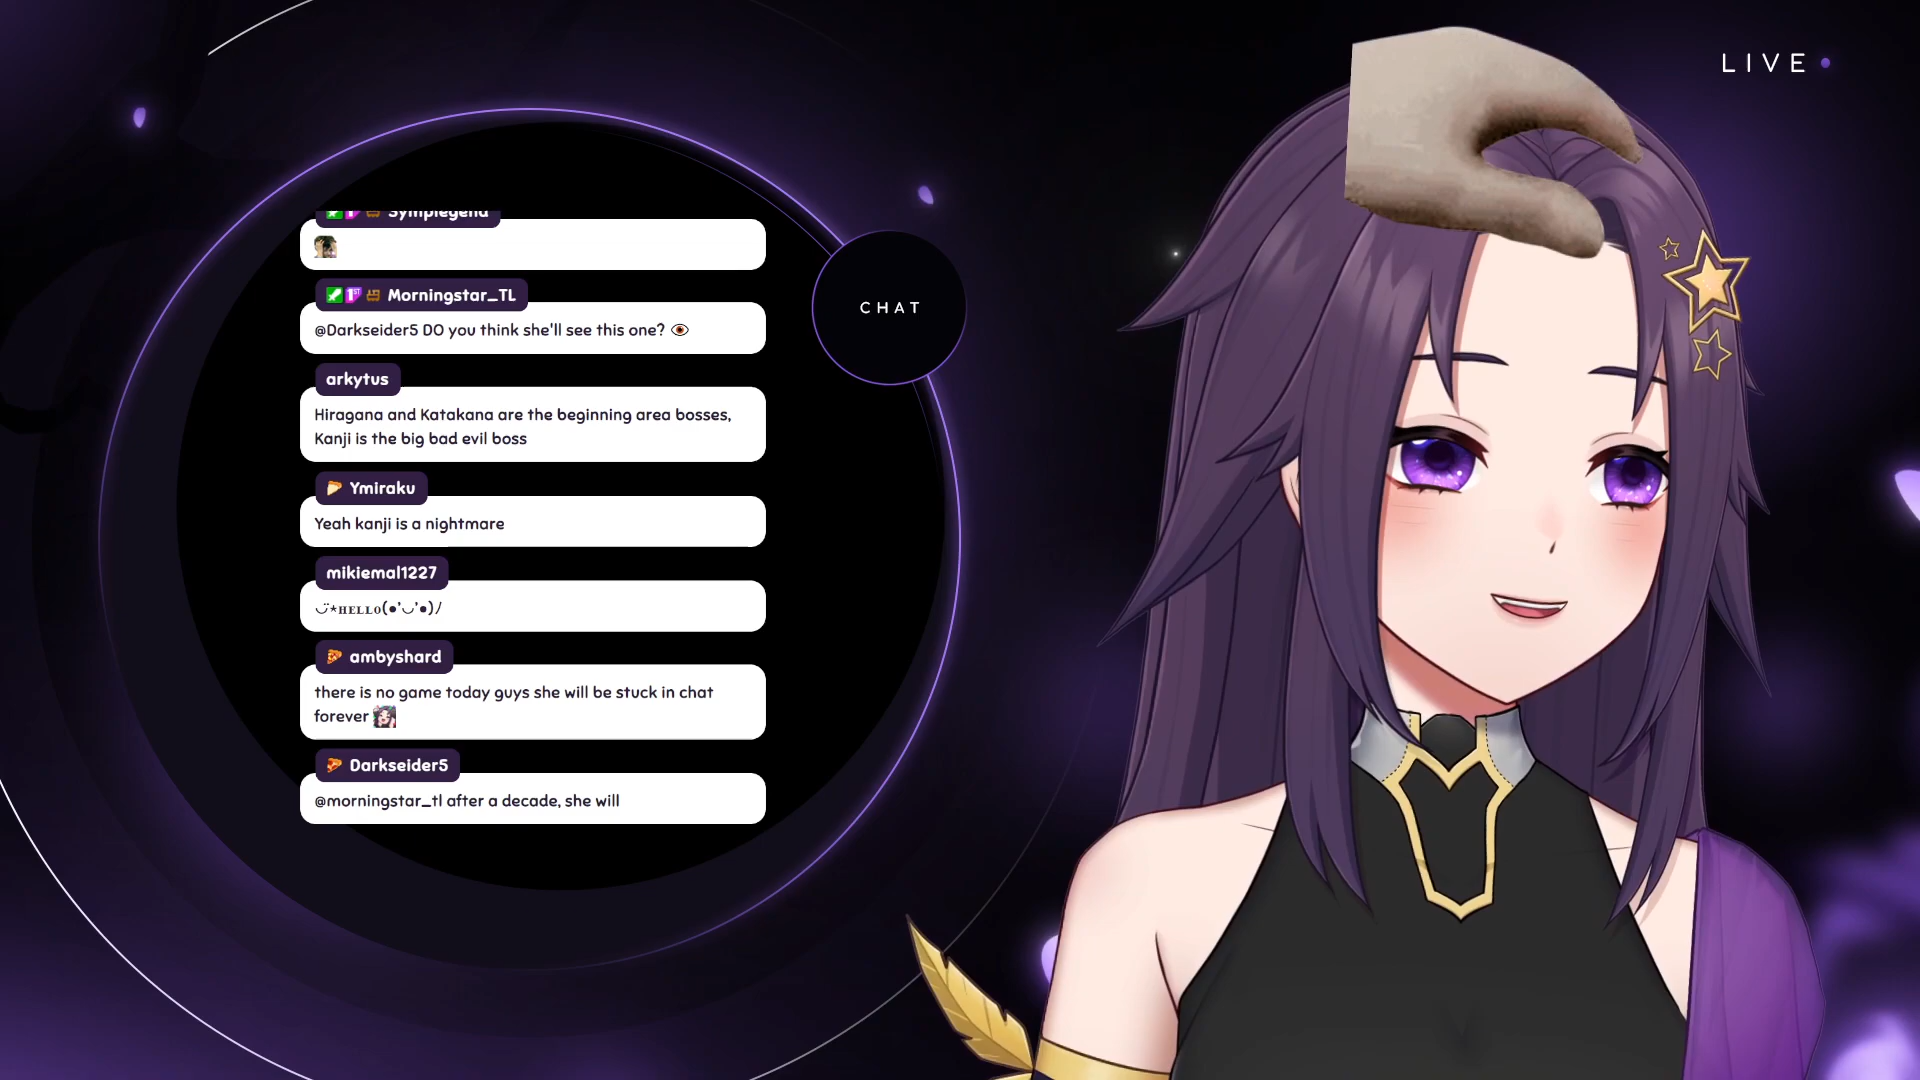 LIVE
Symplegend
Morningstar_TL
@Darkseider5 DO you think she'll see this one? 👁
CHAT
arkytus
Hiragana and Katakana are the beginning area bosses,
Kanji is the big bad evil boss
Ymiraku
Yeah kanji is a nightmare
mikiemal1227
ت⋆ʜᴇʟʟᴏ(●'◡'●)ﾉ
ambyshard
there is no game today guys she will be stuck in chat
forever
Darkseider5
@morningstar_tl after a decade, she will